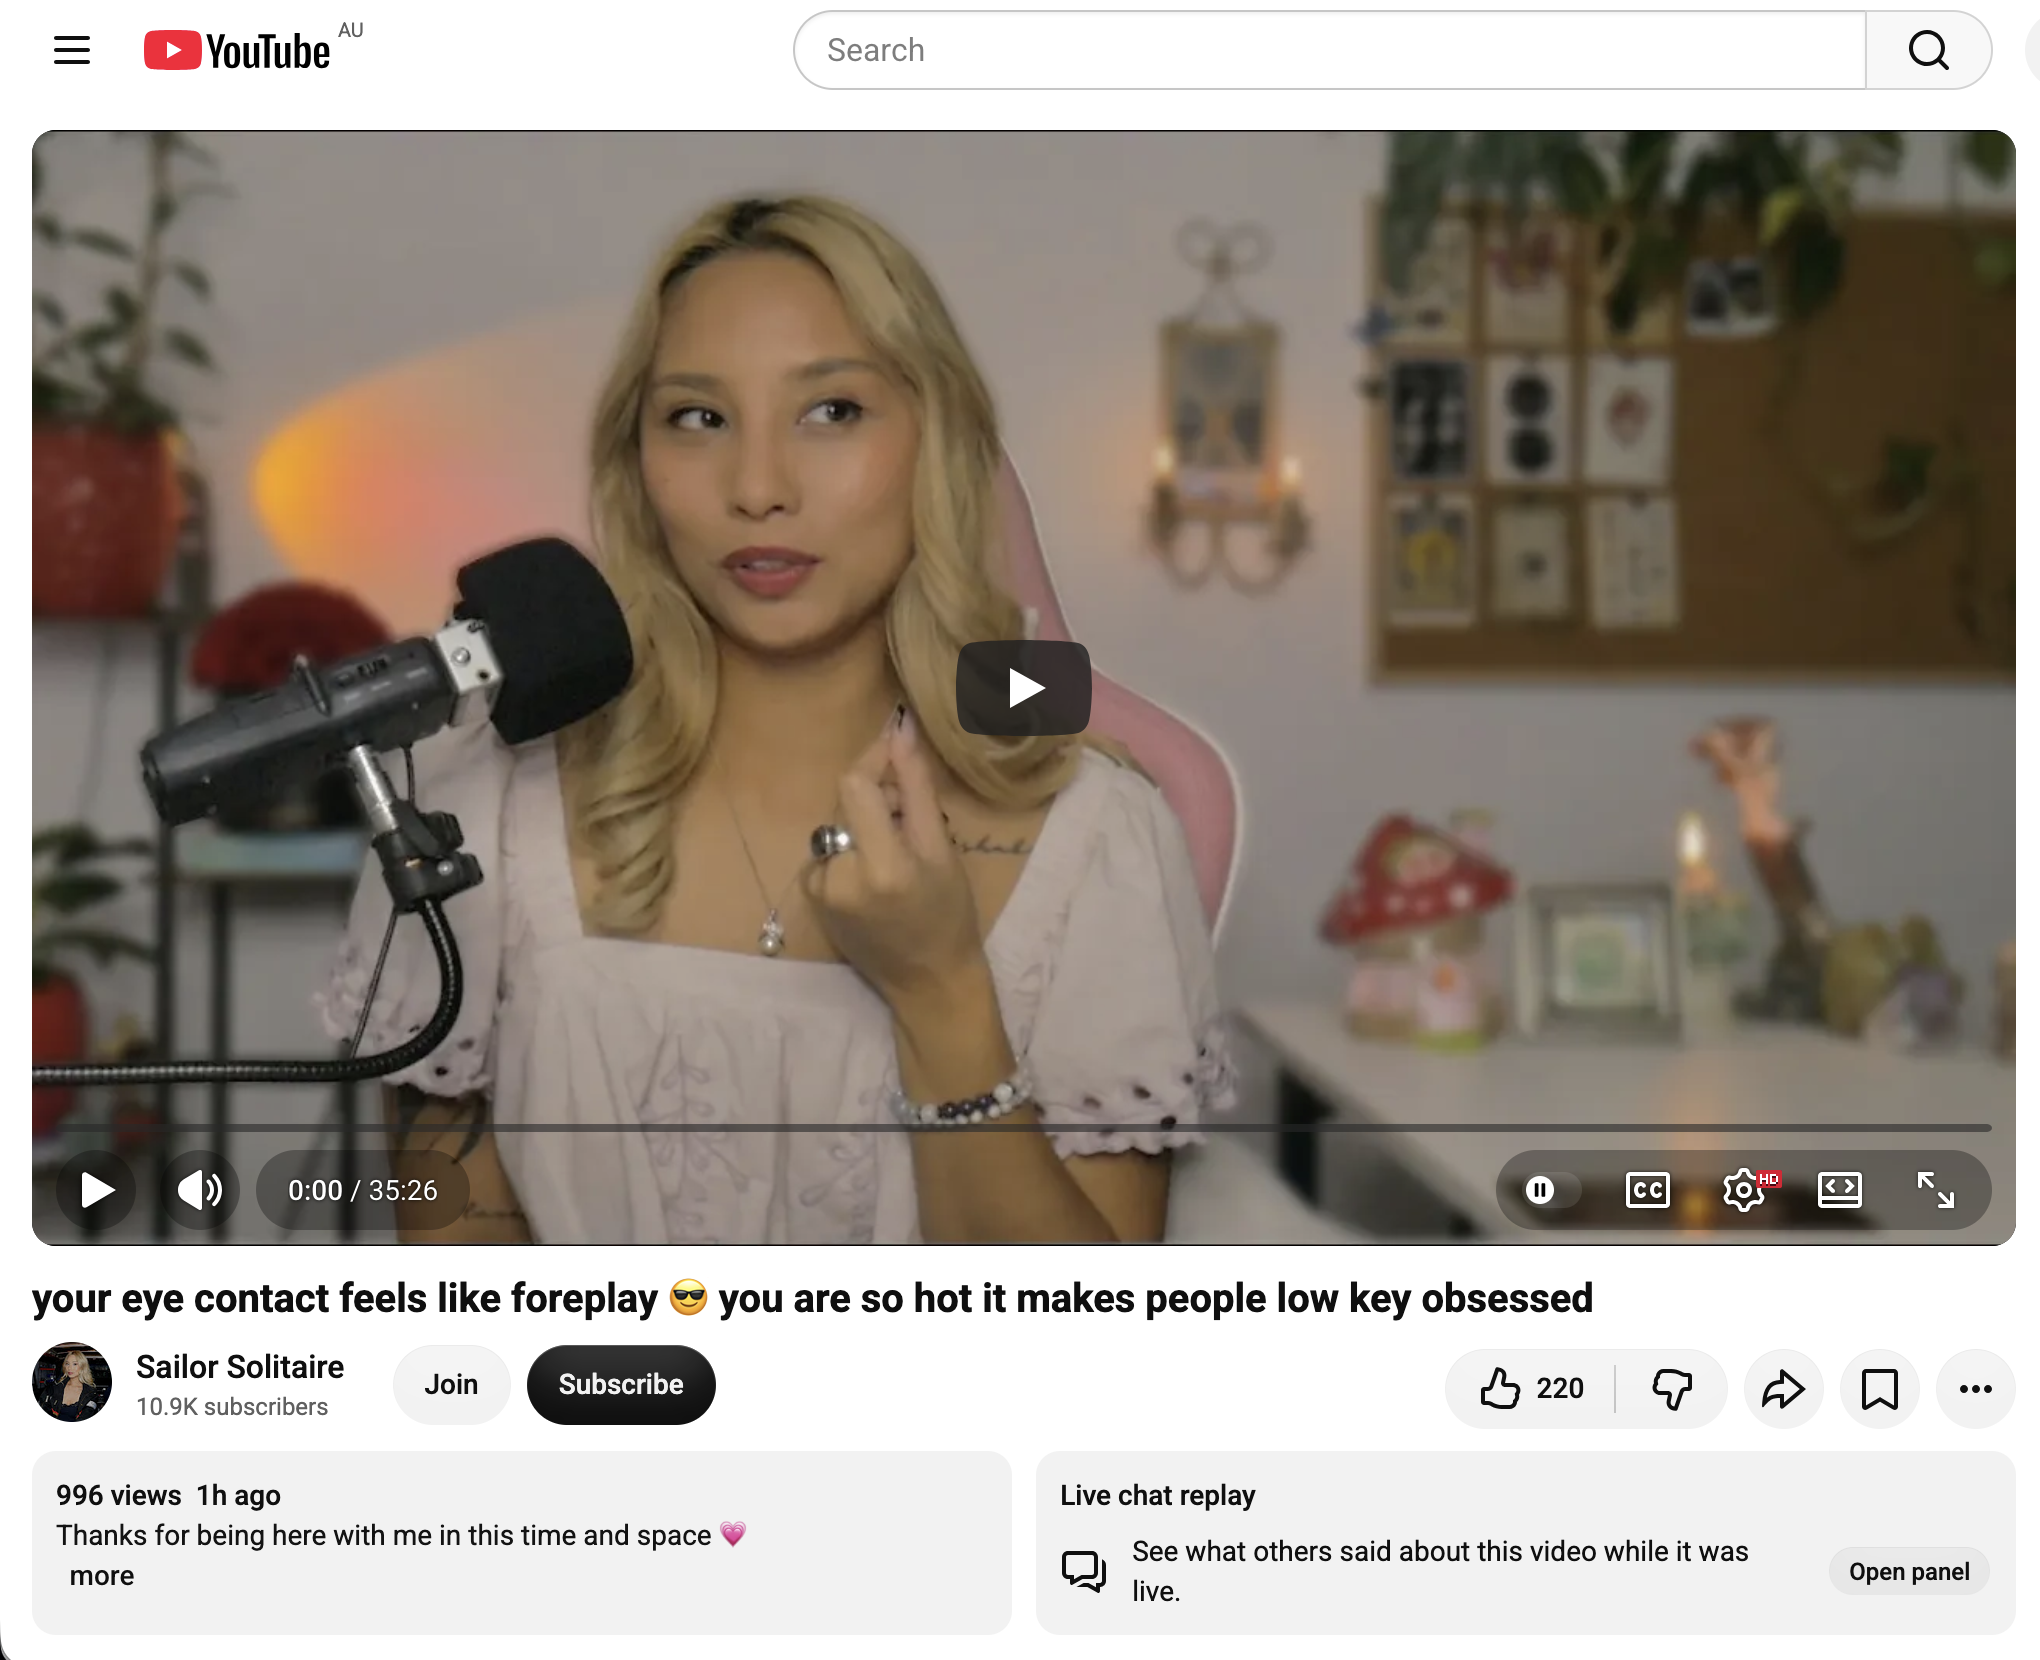 YouTube AU
Search
0:00 / 35:26
CC
HD
your eye contact feels like foreplay 😎 you are so hot it makes people low key obsessed
Sailor Solitaire
10.9K subscribers
Join
Subscribe
220
996 views 1h ago
Thanks for being here with me in this time and space 💗
more
Live chat replay
See what others said about this video while it was
live.
Open panel